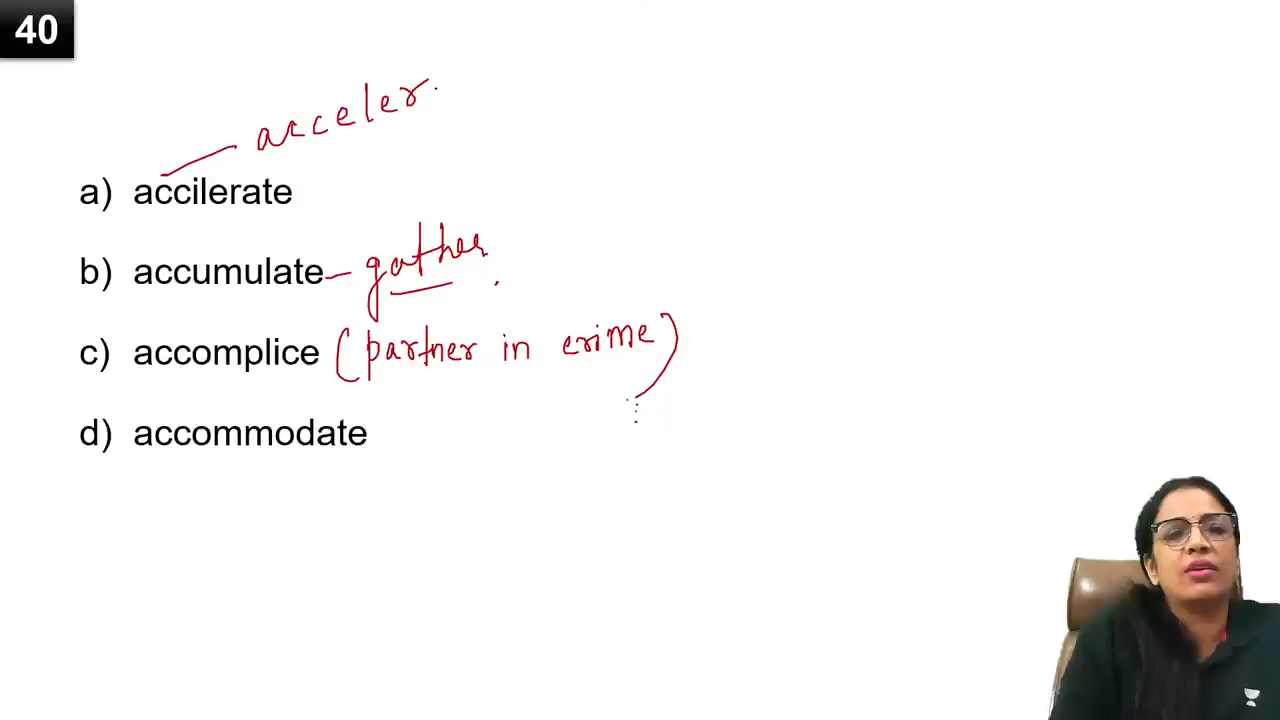 40
acceler.
a) accilerate
b) accumulate - gather
c) accomplice (partner in crime)
d) accommodate